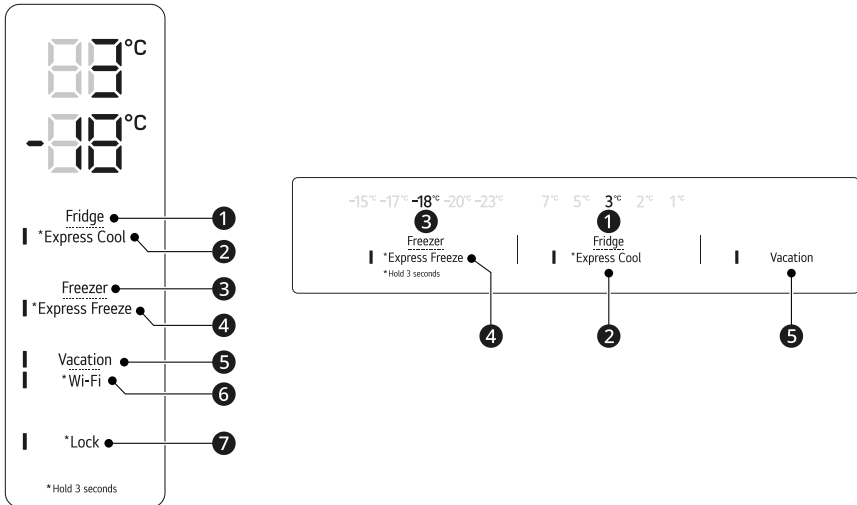 3°C
-18°C
Fridge
*Express Cool
Freezer
*Express Freeze
Vacation
*Wi-Fi
*Lock
*Hold 3 seconds
1
2
3
4
5
6
7
-15°C -17°C -18°C -20°C -23°C 7°C 5°C 3°C 2°C 1°C
3 1
Freezer Fridge
*Express Freeze *Express Cool Vacation
*Hold 3 seconds
4 2 5